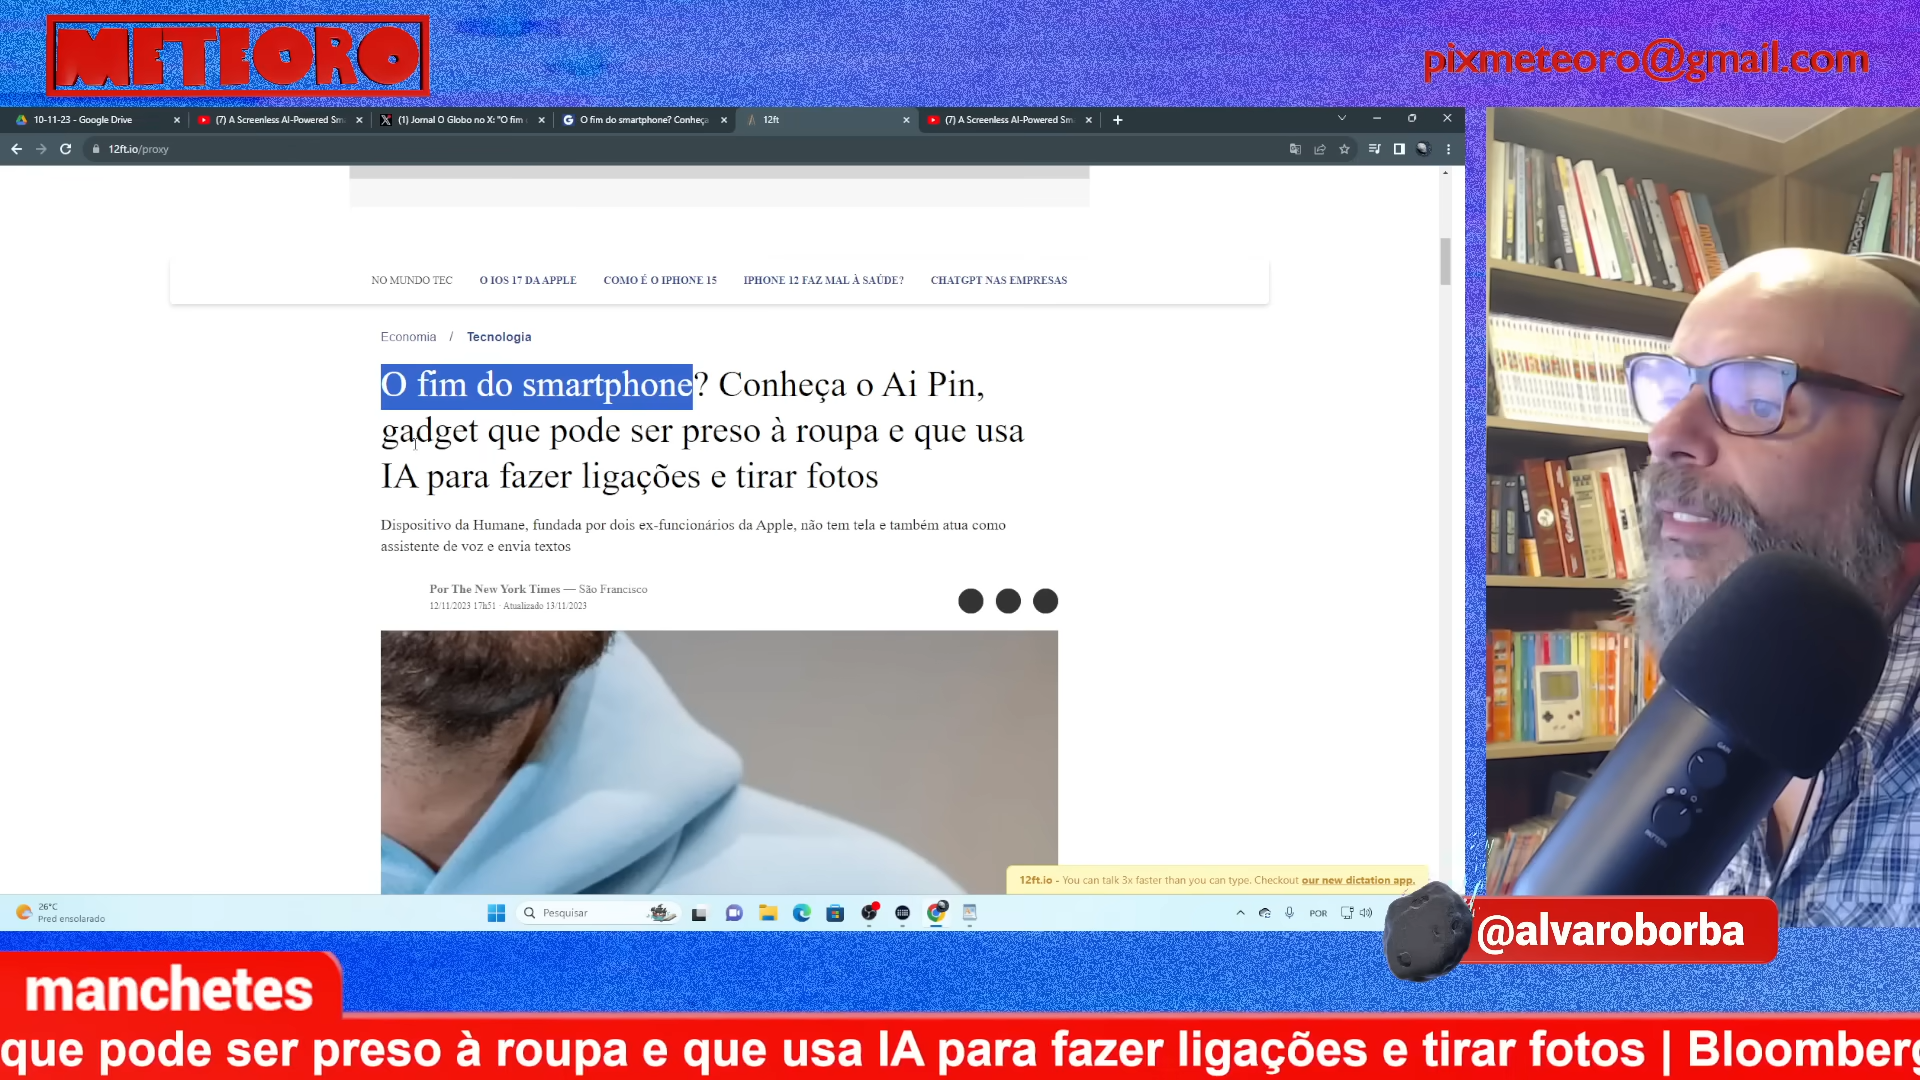 METEORO
pixmeteoro@gmail.com
10-11-23 - Google Drive
(7) A Screenless AI-Powered Sm
(1) Jornal O Globo no X: "O fim
O fim do smartphone? Conheça
12ft
(7) A Screenless AI-Powered Sm
12ft.io/proxy
NO MUNDO TEC
O IOS 17 DA APPLE
COMO É O IPHONE 15
IPHONE 12 FAZ MAL À SAÚDE?
CHATGPT NAS EMPRESAS
Economia / Tecnologia
O fim do smartphone? Conheça o Ai Pin,
gadget que pode ser preso à roupa e que usa
IA para fazer ligações e tirar fotos
Dispositivo da Humane, fundada por dois ex-funcionários da Apple, não tem tela e também atua como
assistente de voz e envia textos
Por The New York Times — São Francisco
12/11/2023 17h51 · Atualizado 13/11/2023
12ft.io - You can talk 3x faster than you can type. Checkout our new dictation app.
26°C
Pred ensolarado
Pesquisar
POR
GAIN
PATTERN
@alvaroborba
manchetes
que pode ser preso à roupa e que usa IA para fazer ligações e tirar fotos | Bloomberg